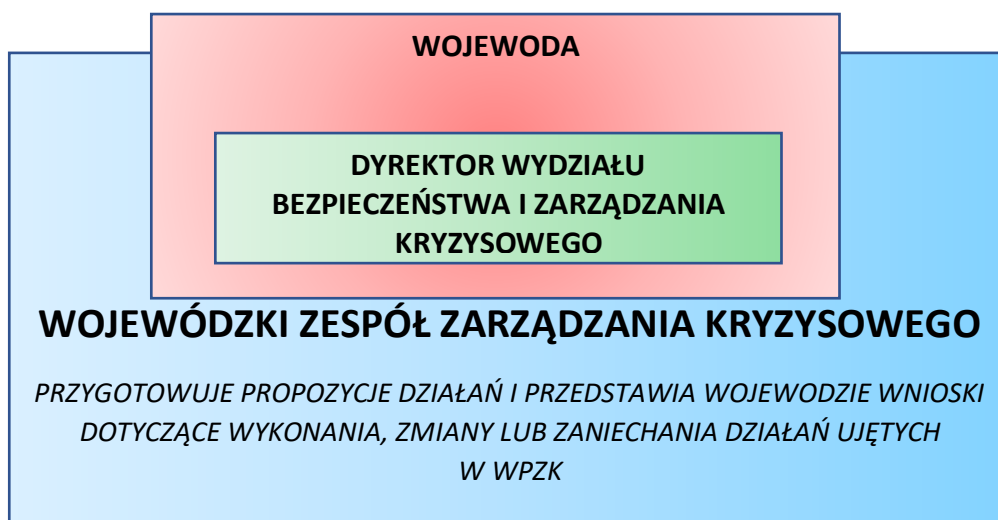 WOJEWODA
DYREKTOR WYDZIAŁU
BEZPIECZEŃSTWA I ZARZĄDZANIA
KRYZYSOWEGO
WOJEWÓDZKI ZESPÓŁ ZARZĄDZANIA KRYZYSOWEGO
PRZYGOTOWUJE PROPOZYCJE DZIAŁAŃ I PRZEDSTAWIA WOJEWODZIE WNIOSKI
DOTYCZĄCE WYKONANIA, ZMIANY LUB ZANIECHANIA DZIAŁAŃ UJĘTYCH
W WPZK